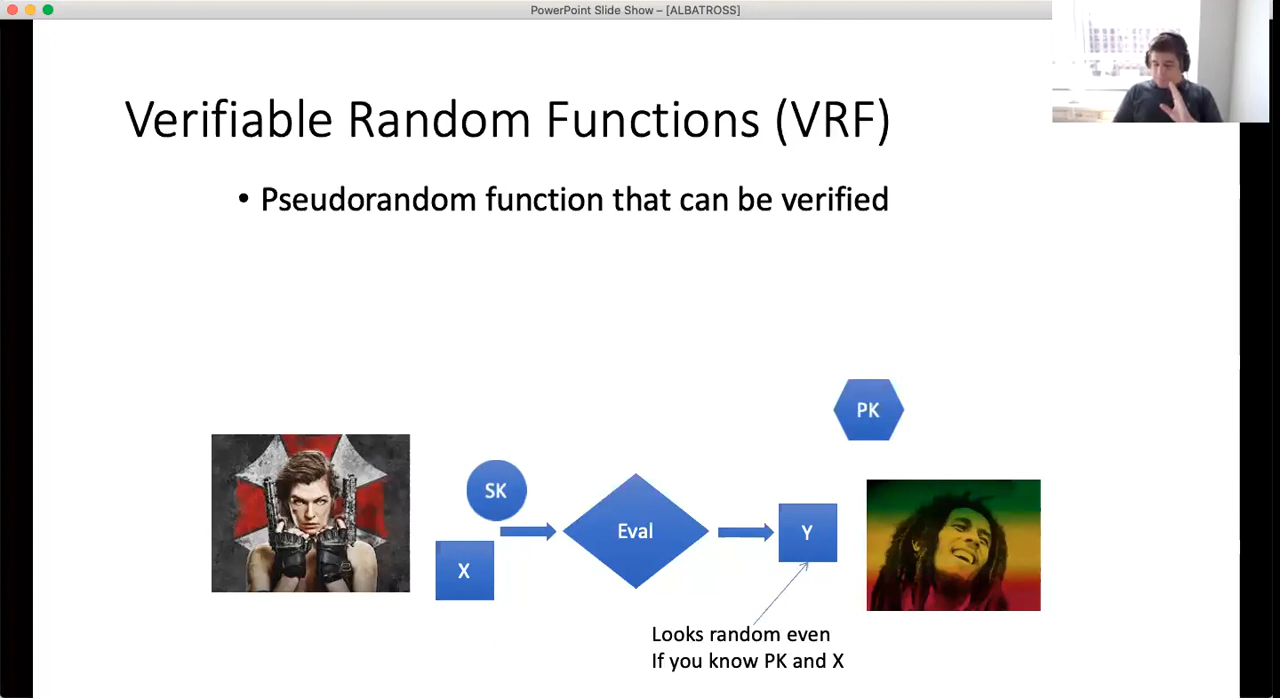 PowerPoint Slide Show – [ALBATROSS]
Verifiable Random Functions (VRF)
• Pseudorandom function that can be verified
PK
SK
Eval
Y
X
Looks random even
If you know PK and X